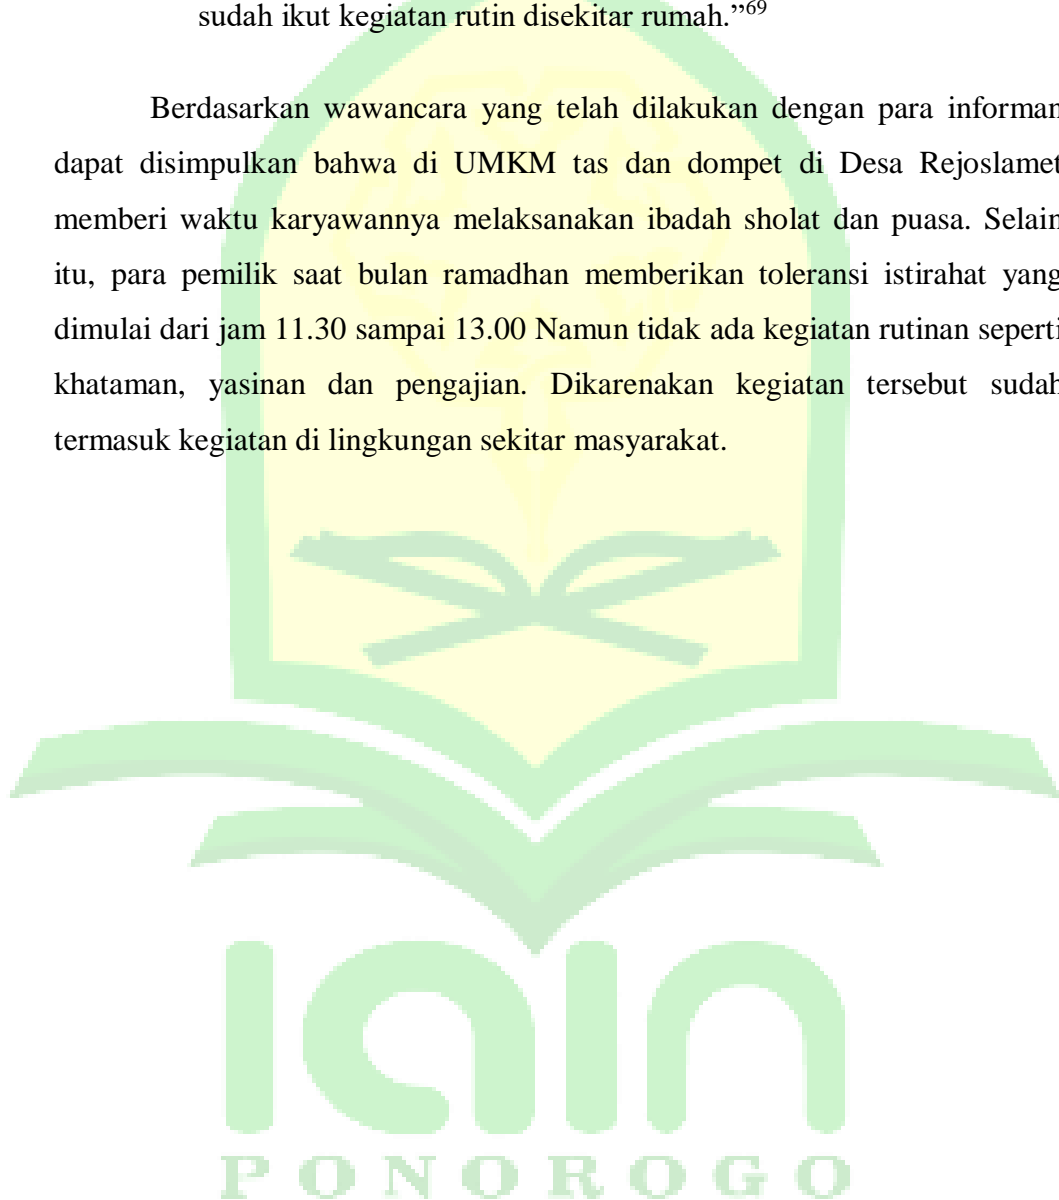 sudah ikut kegiatan rutin disekitar rumah.”69
Berdasarkan wawancara yang telah dilakukan dengan para informan
dapat disimpulkan bahwa di UMKM tas dan dompet di Desa Rejoslamet
memberi waktu karyawannya melaksanakan ibadah sholat dan puasa. Selain
itu, para pemilik saat bulan ramadhan memberikan toleransi istirahat yang
dimulai dari jam 11.30 sampai 13.00 Namun tidak ada kegiatan rutinan seperti
khataman, yasinan dan pengajian. Dikarenakan kegiatan tersebut sudah
termasuk kegiatan di lingkungan sekitar masyarakat.
iain
PONOROGO